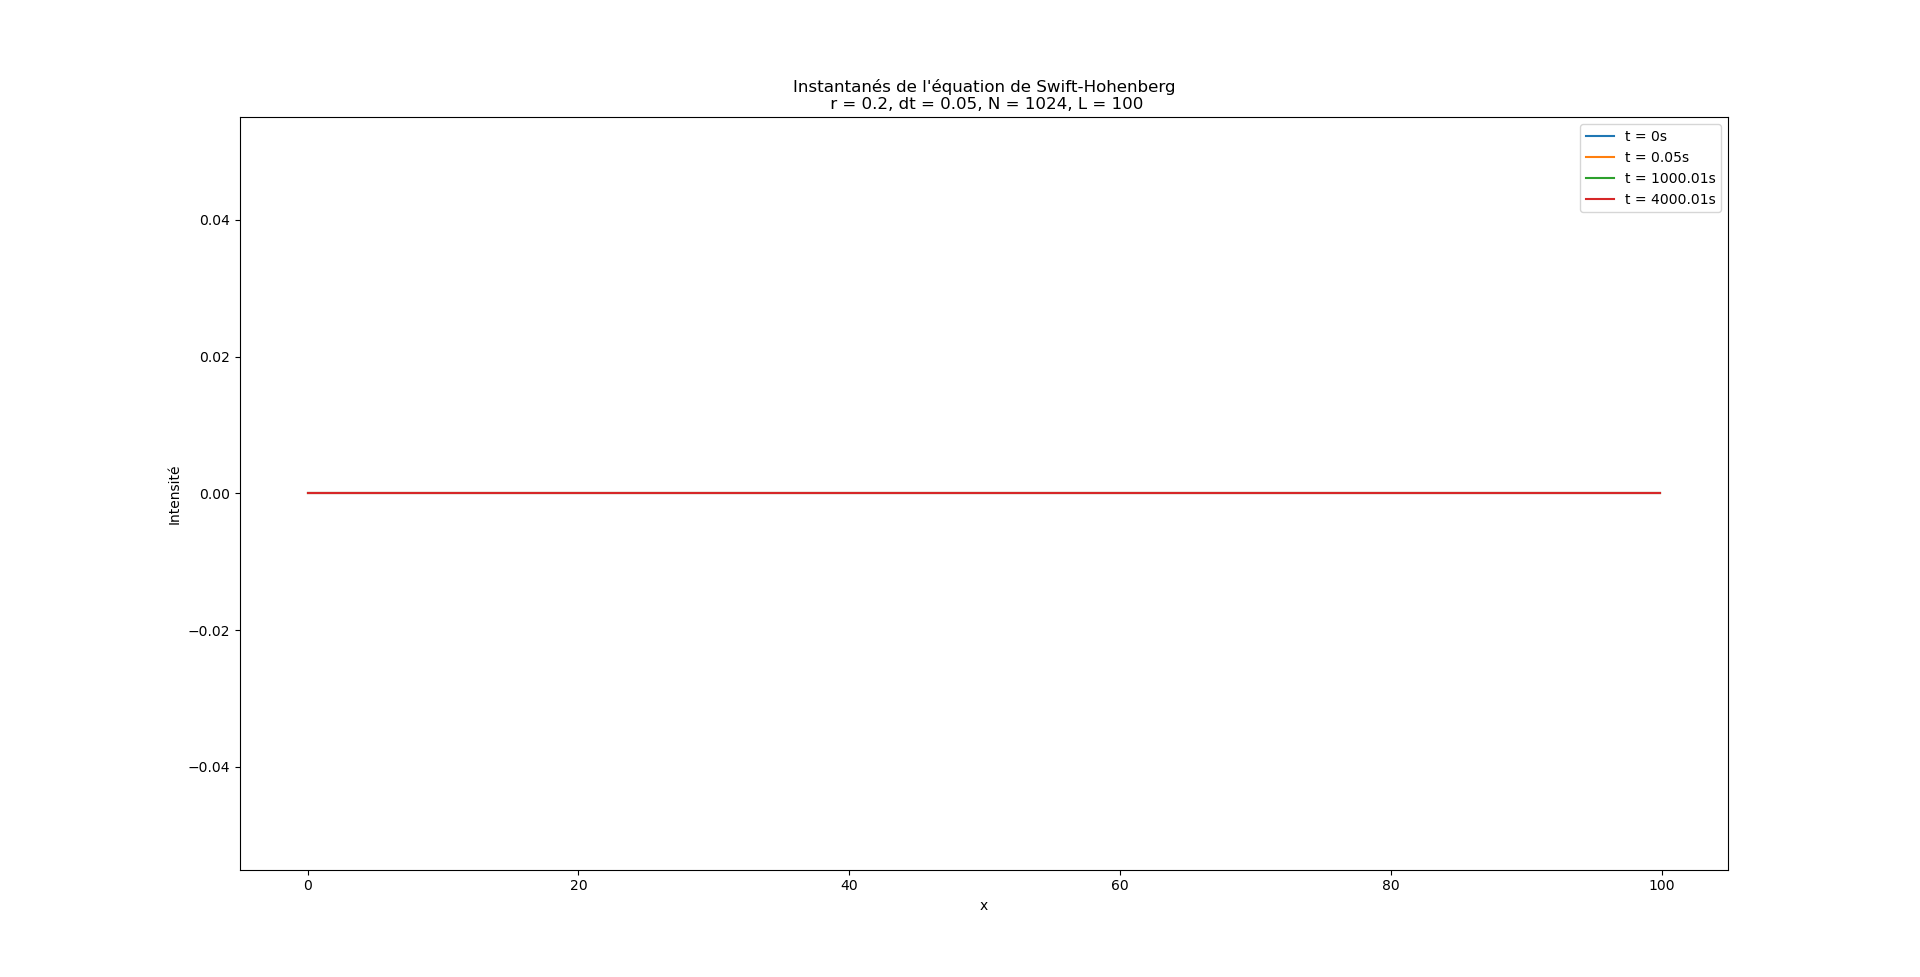 Instantanés de l'équation de Swift-Hohenberg
r = 0.2, dt = 0.05, N = 1024, L = 100
t = 0s
t = 0.05s
t = 1000.01s
t = 4000.01s
0.04
0.02
0.00
−0.02
−0.04
Intensité
0 20 40 60 80 100
x